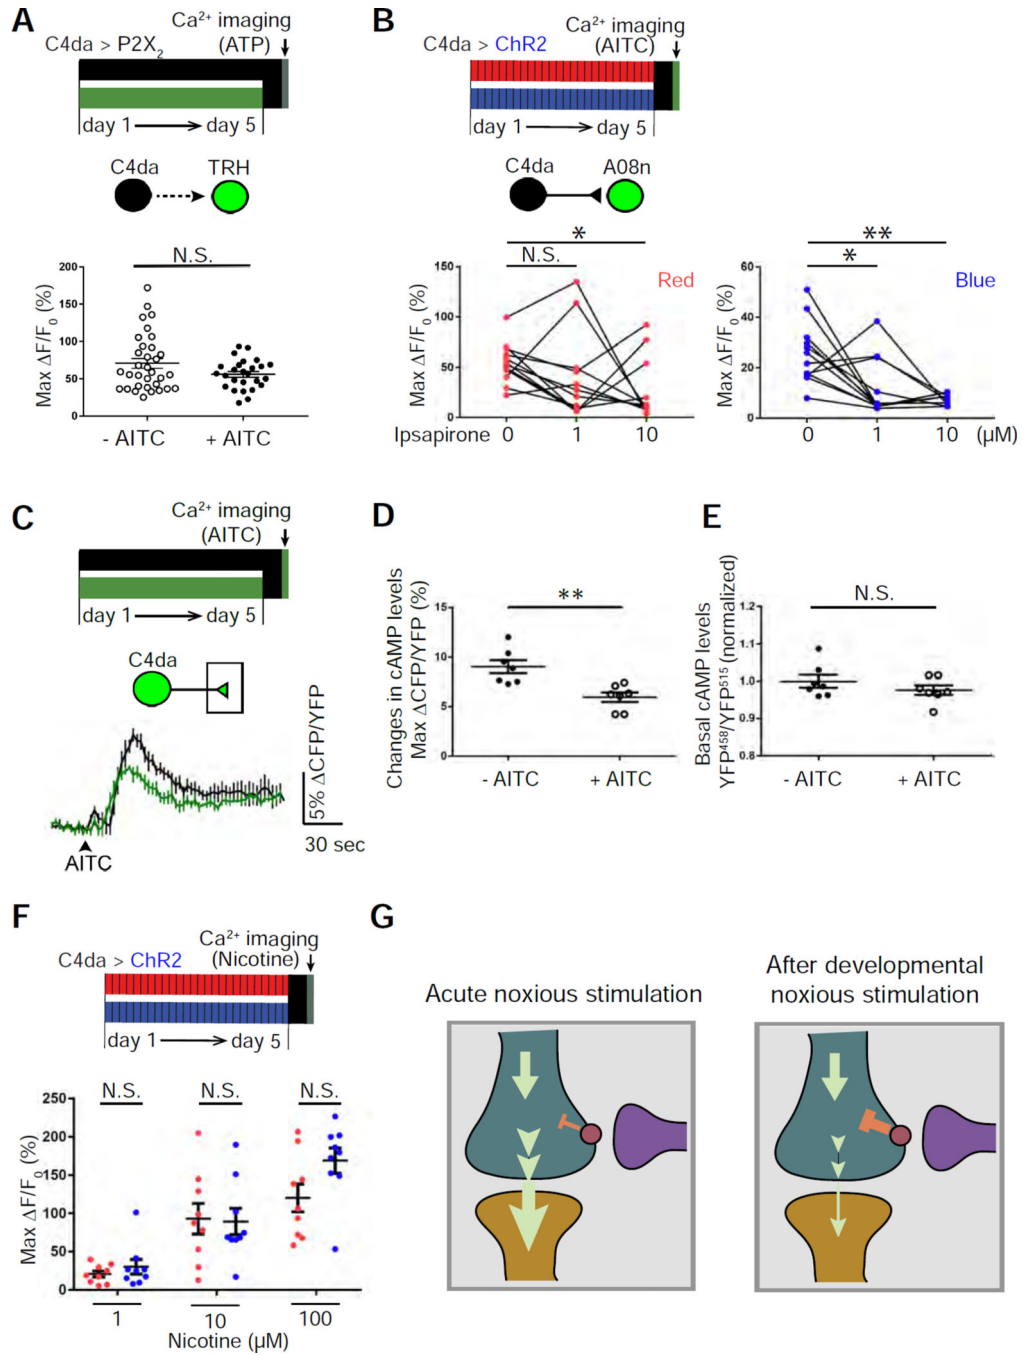 A
Ca²⁺ imaging
(ATP)
C4da > P2X₂
day 1
day 5
C4da
TRH
N.S.
200
150
100
50
0
Max ΔF/F₀ (%)
- AITC
+ AITC
B
Ca²⁺ imaging
(AITC)
C4da > ChR2
day 1
day 5
C4da
A08n
*
N.S.
Red
150
100
50
0
Max ΔF/F₀ (%)
Ipsapirone
0
1
10
**
*
Blue
60
40
20
0
Max ΔF/F₀ (%)
0
1
10
(μM)
C
Ca²⁺ imaging
(AITC)
day 1
day 5
C4da
AITC
5% ΔCFP/YFP
30 sec
D
**
15
10
5
0
Changes in cAMP levels
Max ΔCFP/YFP (%)
- AITC
+ AITC
E
N.S.
1.2
1.1
1.0
0.9
0.8
Basal cAMP levels
YFP⁴⁵⁸/YFP⁵¹⁵ (normalized)
- AITC
+ AITC
F
Ca²⁺ imaging
(Nicotine)
C4da > ChR2
day 1
day 5
N.S.
N.S.
N.S.
250
200
150
100
50
0
Max ΔF/F₀ (%)
1
10
100
Nicotine (μM)
G
Acute noxious stimulation
After developmental
noxious stimulation